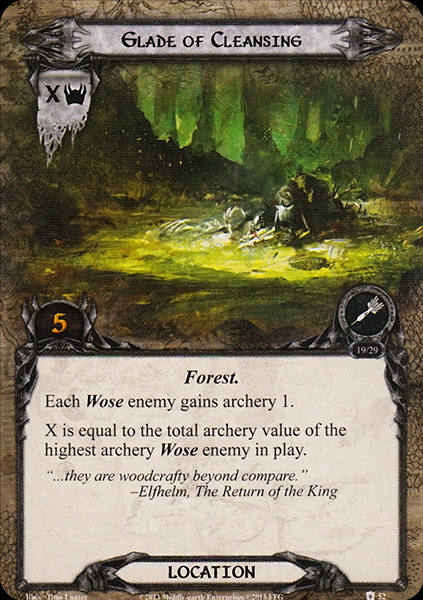 Glade of Cleansing
X
5
19/29
Forest.
Each Wose enemy gains archery 1.
X is equal to the total archery value of the
highest archery Wose enemy in play.
“...they are woodcrafty beyond compare.”
–Elfhelm, The Return of the King
LOCATION
©2013 Middle-earth Enterprises ©2013 FFG
52